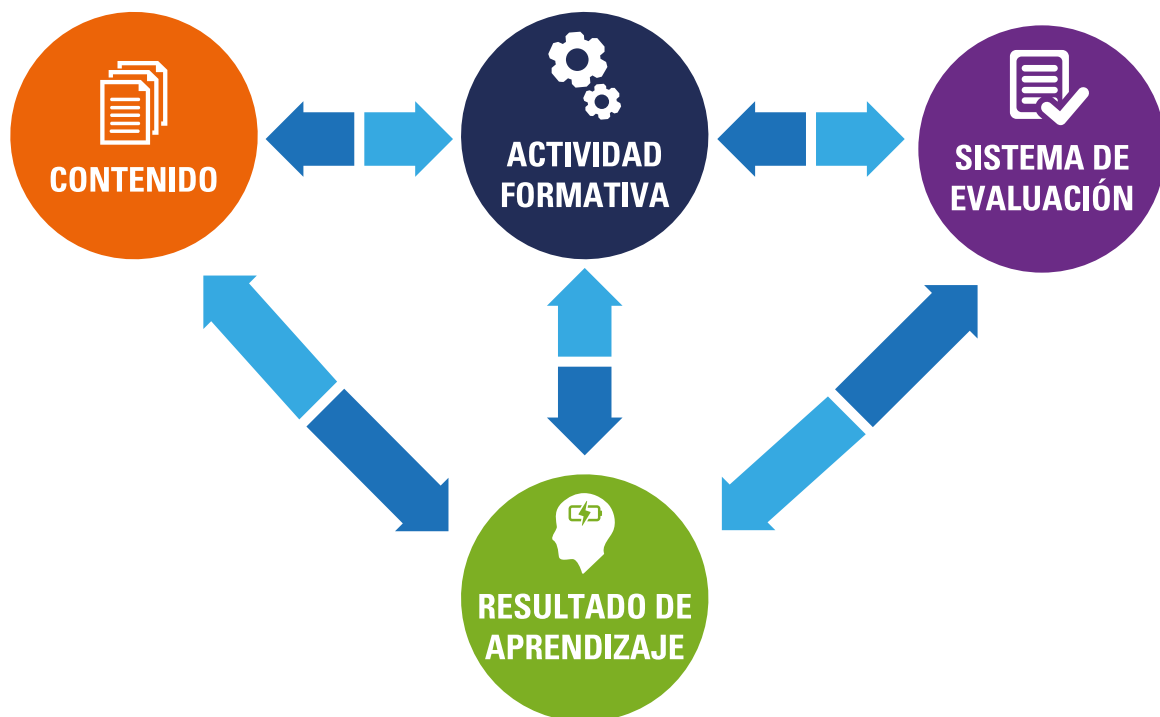 CONTENIDO
ACTIVIDAD
FORMATIVA
SISTEMA DE
EVALUACIÓN
RESULTADO DE
APRENDIZAJE